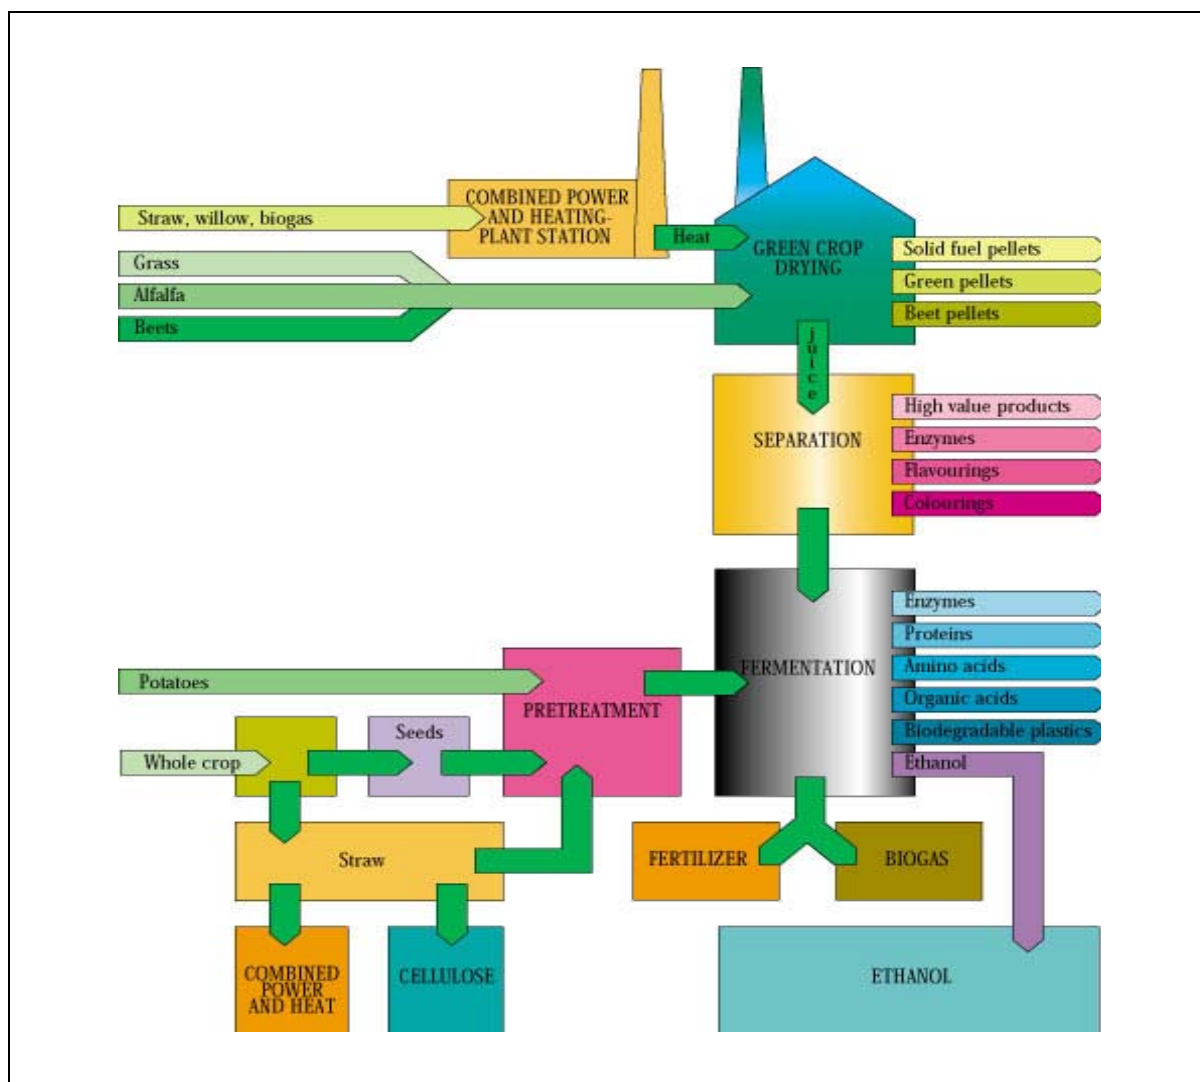 COMBINED POWER
AND HEATING-
PLANT STATION
Straw, willow, biogas
Heat
GREEN CROP
DRYING
Solid fuel pellets
Grass
Green pellets
Alfalfa
Beet pellets
Beets
juice
High value products
SEPARATION
Enzymes
Flavourings
Colourings
Enzymes
Proteins
FERMENTATION
Amino acids
Potatoes
Organic acids
PRETREATMENT
Seeds
Biodegradable plastics
Whole crop
Ethanol
Straw
FERTILIZER
BIOGAS
COMBINED
POWER
AND HEAT
CELLULOSE
ETHANOL